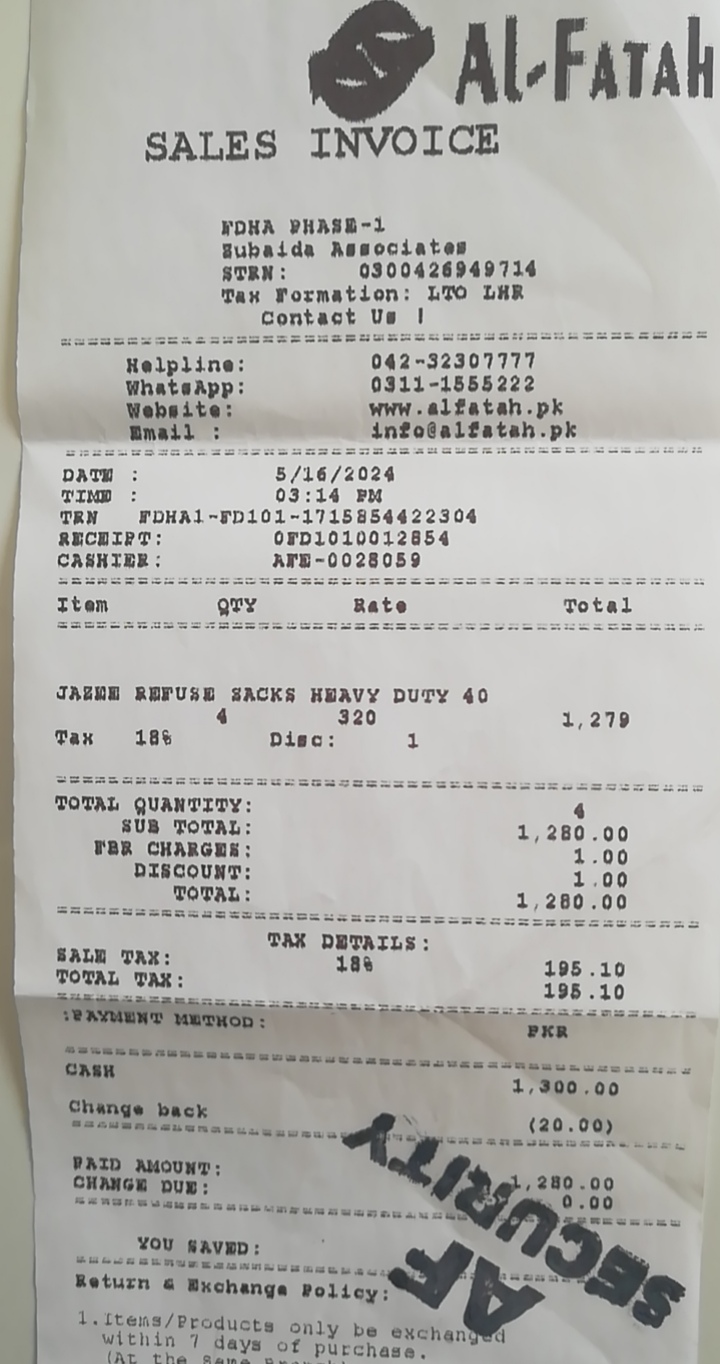 Al-Fatah
SALES INVOICE
FDHA PHASE-1
Zubaida Associates
STRN: 0300426949714
Tax Formation: LTO LHR
Contact Us !
Helpline: 042-32307777
WhatsApp: 0311-1555222
Website: www.alfatah.pk
Email : info@alfatah.pk
DATE : 5/16/2024
TIME : 03:14 PM
TRN FDHA1-FD101-1715854422304
RECEIPT: 0FD1010012854
CASHIER: AFE-0028059
Item QTY Rate Total
JAZEE REFUSE SACKS HEAVY DUTY 40
4 320 1,279
Tax 18% Disc: 1
TOTAL QUANTITY: 4
SUB TOTAL: 1,280.00
FBR CHARGES: 1.00
DISCOUNT: 1.00
TOTAL: 1,280.00
TAX DETAILS:
SALE TAX: 18% 195.10
TOTAL TAX: 195.10
:PAYMENT METHOD: PKR
CASH 1,300.00
Change back (20.00)
PAID AMOUNT: 1,280.00
CHANGE DUE: 0.00
YOU SAVED:
AF
SECURITY
Return & Exchange Policy:
1.Items/Products only be exchanged
within 7 days of purchase.
(At the Same